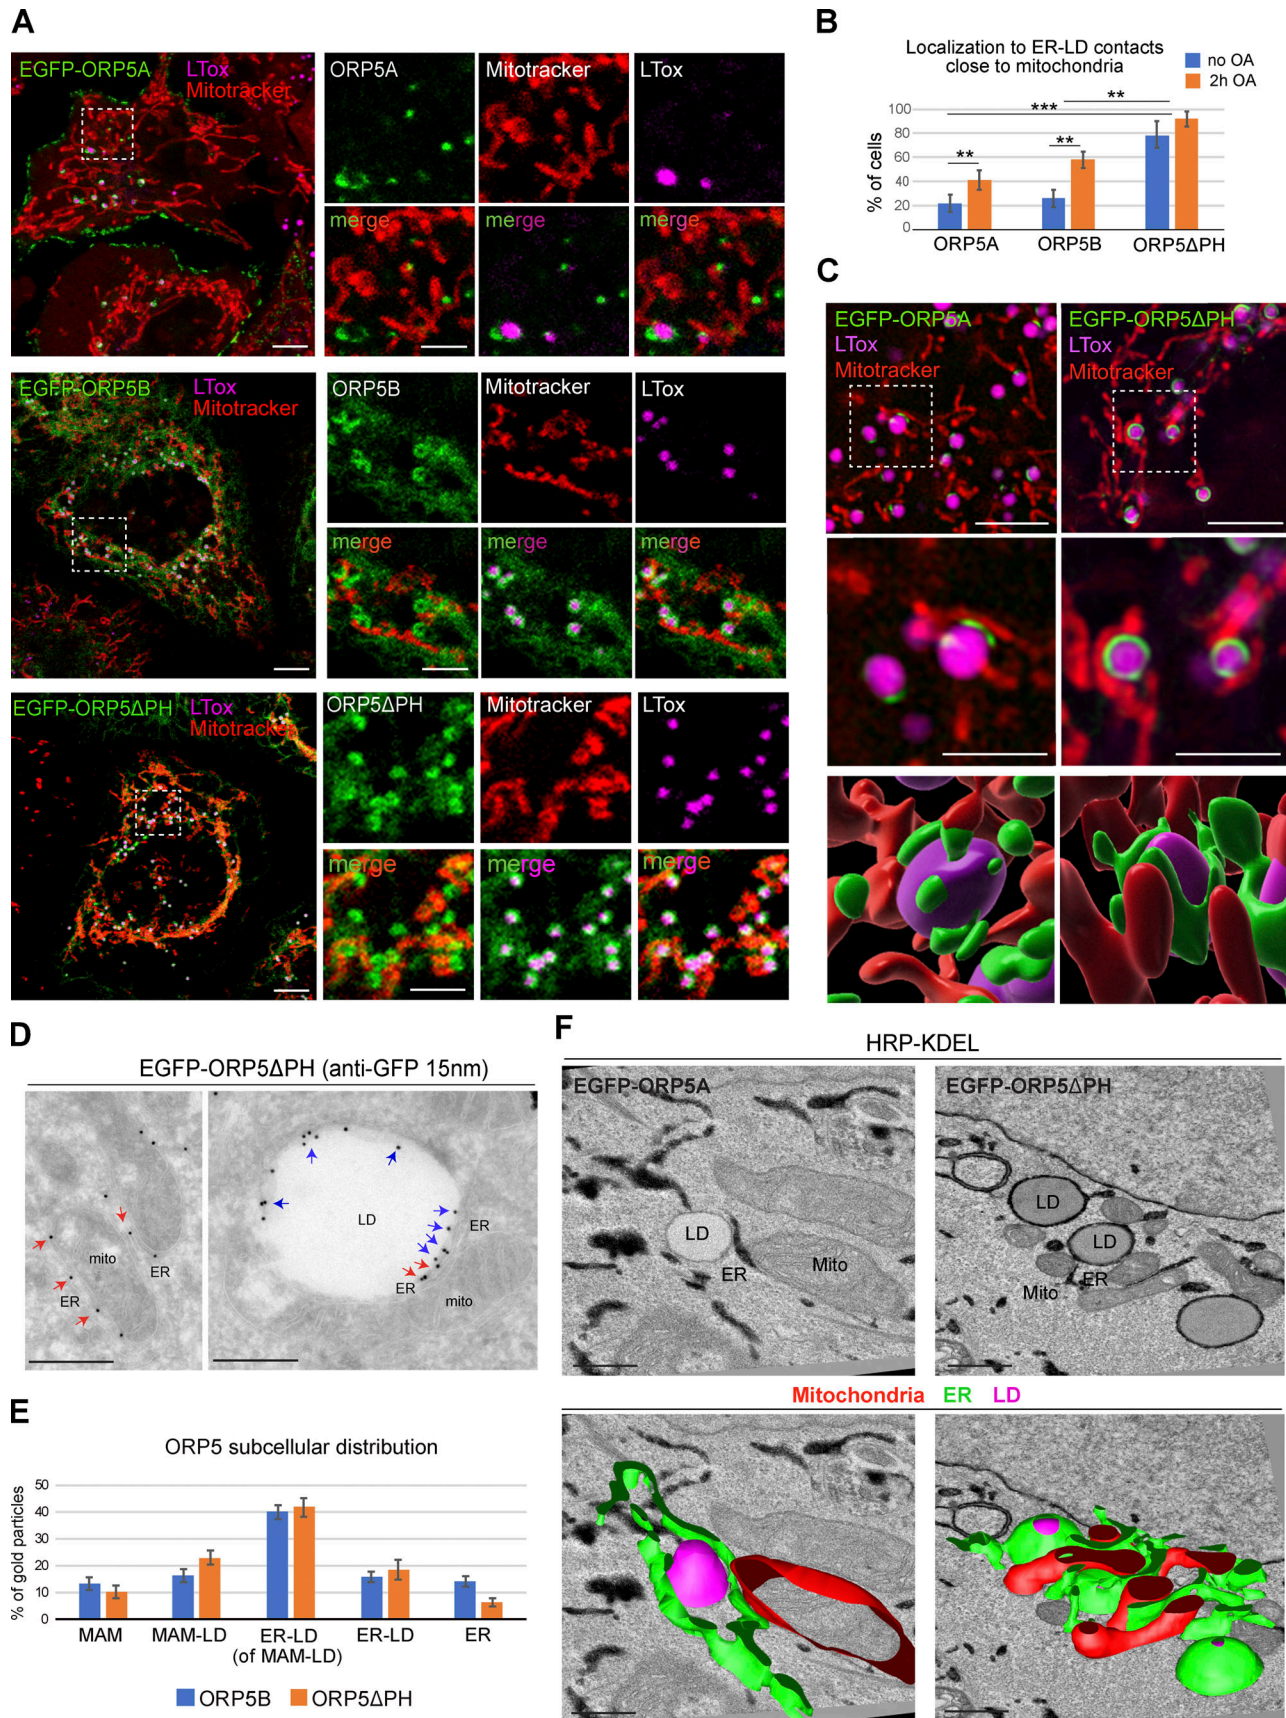 A
EGFP-ORP5A LTox
Mitotracker
ORP5A
Mitotracker
LTox
merge
merge
merge
EGFP-ORP5B LTox
Mitotracker
ORP5B
Mitotracker
LTox
merge
merge
merge
EGFP-ORP5ΔPH LTox
Mitotracker
ORP5ΔPH
Mitotracker
LTox
merge
merge
merge
B
Localization to ER-LD contacts
close to mitochondria
no OA
2h OA
% of cells
100
80
60
40
20
0
**
**
***
**
ORP5A
ORP5B
ORP5ΔPH
C
EGFP-ORP5A
LTox
Mitotracker
EGFP-ORP5ΔPH
LTox
Mitotracker
D
EGFP-ORP5ΔPH (anti-GFP 15nm)
mito
ER
ER
LD
ER
ER
mito
E
ORP5 subcellular distribution
% of gold particles
50
40
30
20
10
0
MAM
MAM-LD
ER-LD
(of MAM-LD)
ER-LD
ER
ORP5B
ORP5ΔPH
F
HRP-KDEL
EGFP-ORP5A
LD
ER
Mito
EGFP-ORP5ΔPH
LD
LD
ER
Mito
Mitochondria ER LD